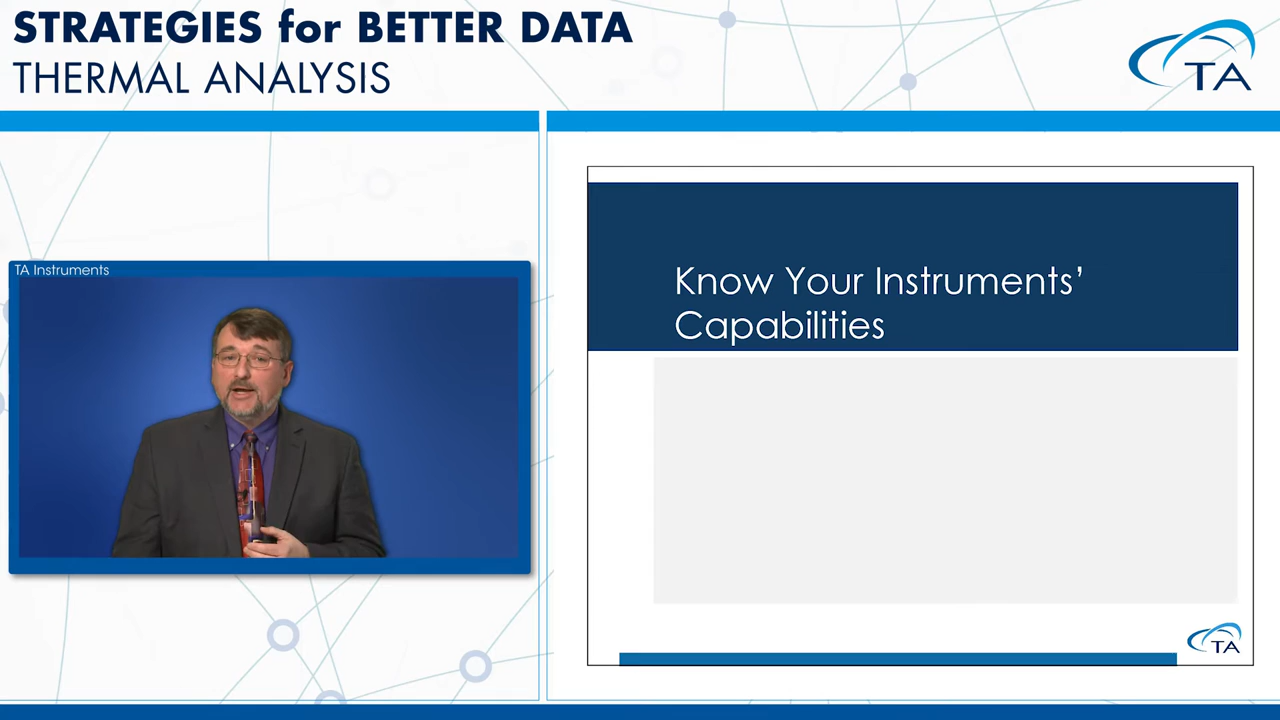 STRATEGIES for BETTER DATA
THERMAL ANALYSIS
TA
TA Instruments
Know Your Instruments’
Capabilities
TA